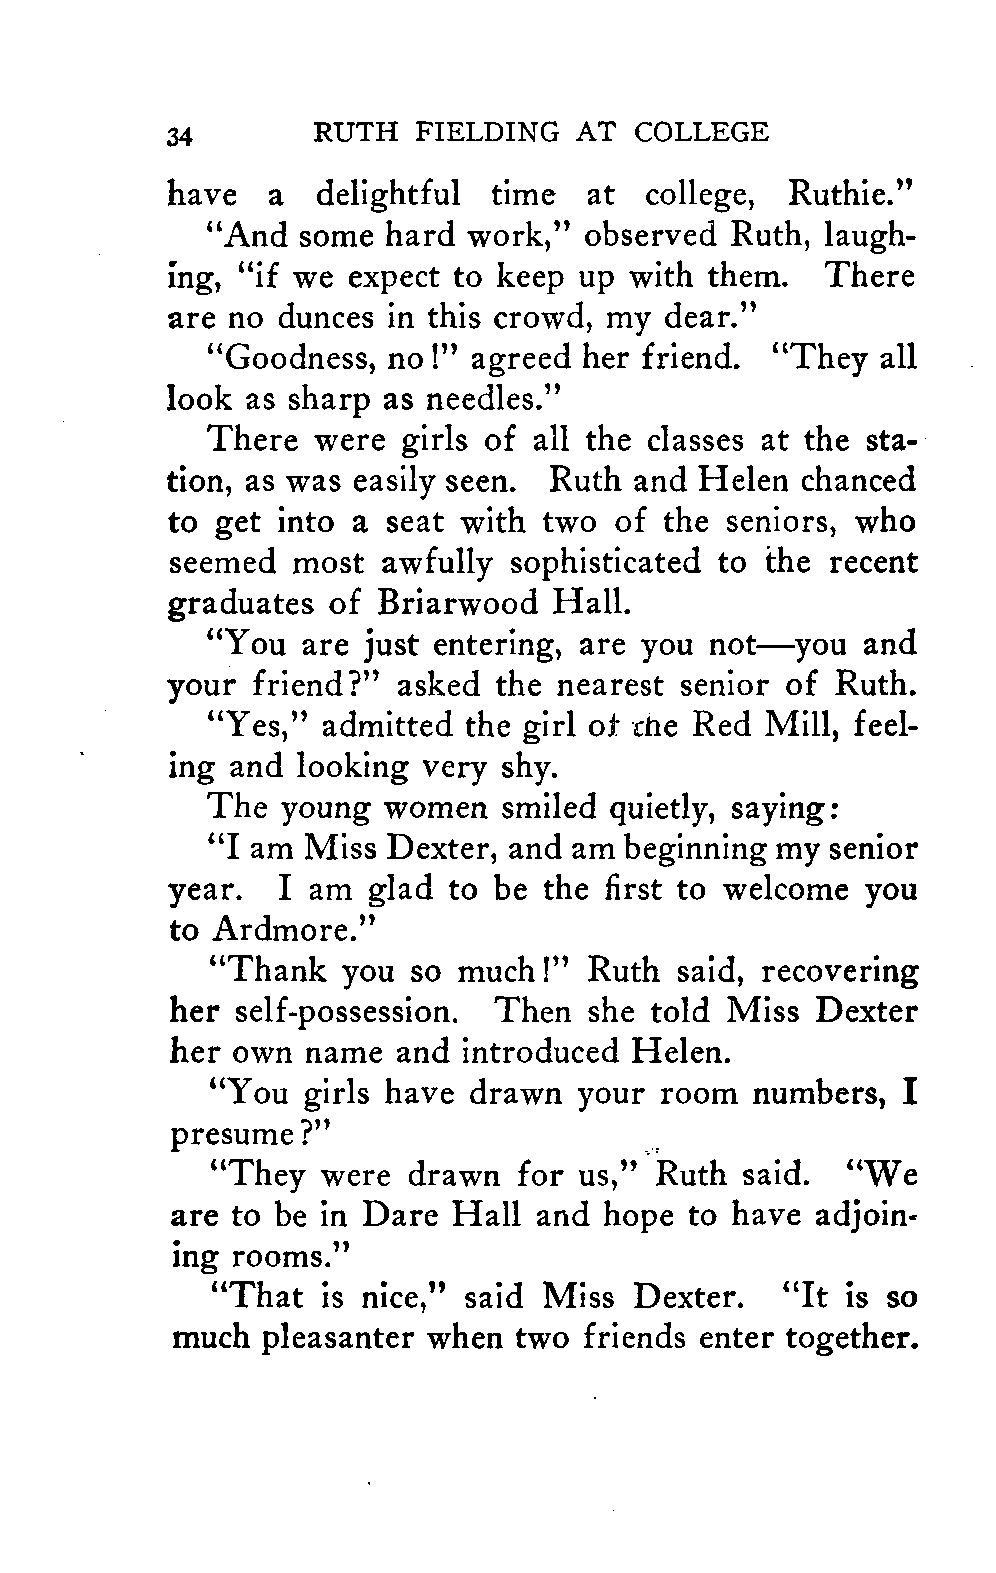 34 RUTH FIELDING AT COLLEGE
have a delightful time at college, Ruthie."
"And some hard work," observed Ruth, laugh-
ing, "if we expect to keep up with them. There
are no dunces in this crowd, my dear."
"Goodness, no!" agreed her friend. "They all
look as sharp as needles."
There were girls of all the classes at the sta-
tion, as was easily seen. Ruth and Helen chanced
to get into a seat with two of the seniors, who
seemed most awfully sophisticated to the recent
graduates of Briarwood Hall.
"You are just entering, are you not—you and
your friend?" asked the nearest senior of Ruth.
"Yes," admitted the girl of the Red Mill, feel-
ing and looking very shy.
The young women smiled quietly, saying:
"I am Miss Dexter, and am beginning my senior
year. I am glad to be the first to welcome you
to Ardmore."
"Thank you so much!" Ruth said, recovering
her self-possession. Then she told Miss Dexter
her own name and introduced Helen.
"You girls have drawn your room numbers, I
presume?"
"They were drawn for us," Ruth said. "We
are to be in Dare Hall and hope to have adjoin-
ing rooms."
"That is nice," said Miss Dexter. "It is so
much pleasanter when two friends enter together.